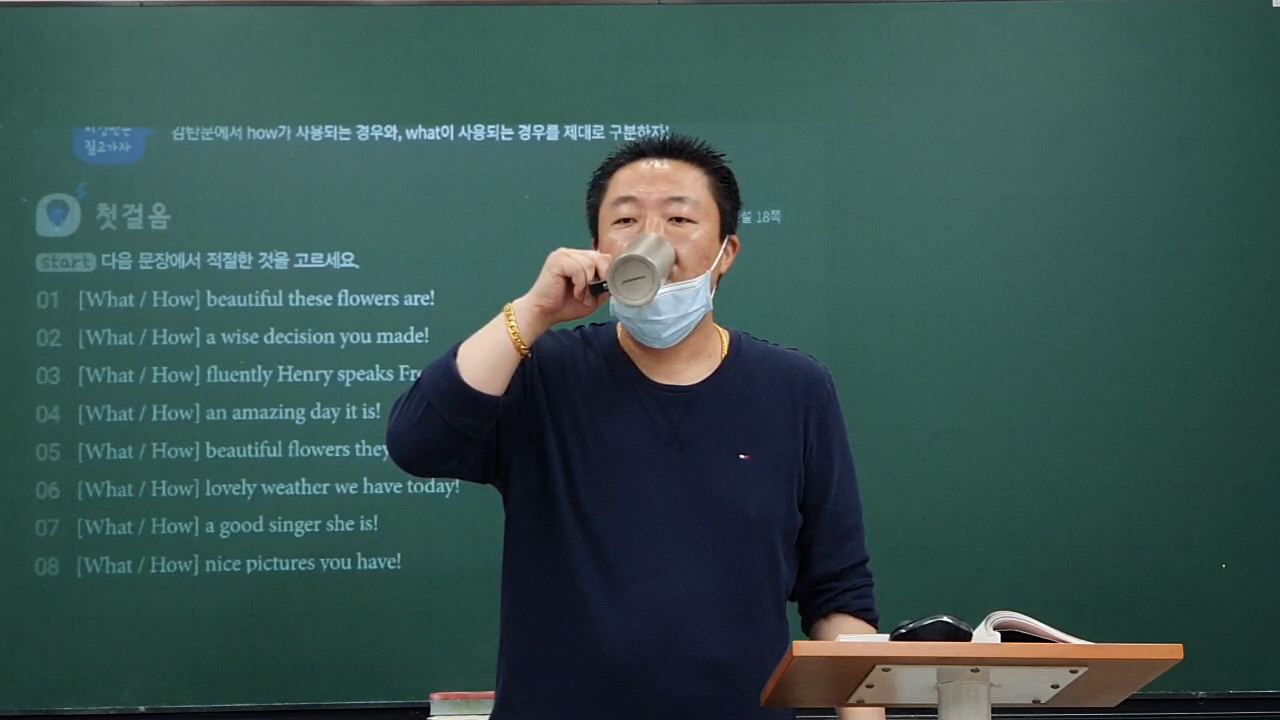 짚고가자
감탄문에서 how가 사용되는 경우와, what이 사용되는 경우를 제대로 구분하자!
첫걸음
18쪽
start 다음 문장에서 적절한 것을 고르세요.
01 [What / How] beautiful these flowers are!
02 [What / How] a wise decision you made!
03 [What / How] fluently Henry speaks
04 [What / How] an amazing day it is!
05 [What / How] beautiful flowers they
06 [What / How] lovely weather we have today!
07 [What / How] a good singer she is!
08 [What / How] nice pictures you have!